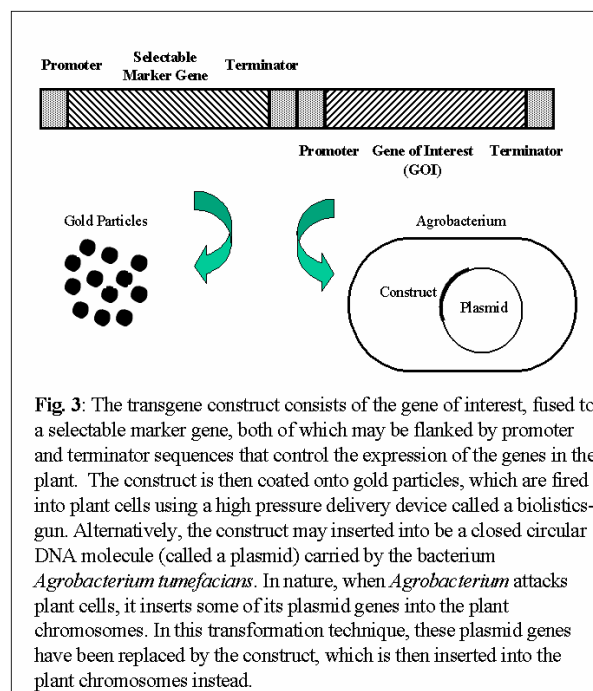 Selectable
Promoter Marker Gene Terminator
Promoter Gene of Interest Terminator
(GOI)
Gold Particles
Agrobacterium
Construct
Plasmid
Fig. 3: The transgene construct consists of the gene of interest, fused to
a selectable marker gene, both of which may be flanked by promoter
and terminator sequences that control the expression of the genes in the
plant. The construct is then coated onto gold particles, which are fired
into plant cells using a high pressure delivery device called a biolistics-
gun. Alternatively, the construct may inserted into be a closed circular
DNA molecule (called a plasmid) carried by the bacterium
Agrobacterium tumefacians. In nature, when Agrobacterium attacks
plant cells, it inserts some of its plasmid genes into the plant
chromosomes. In this transformation technique, these plasmid genes
have been replaced by the construct, which is then inserted into the
plant chromosomes instead.